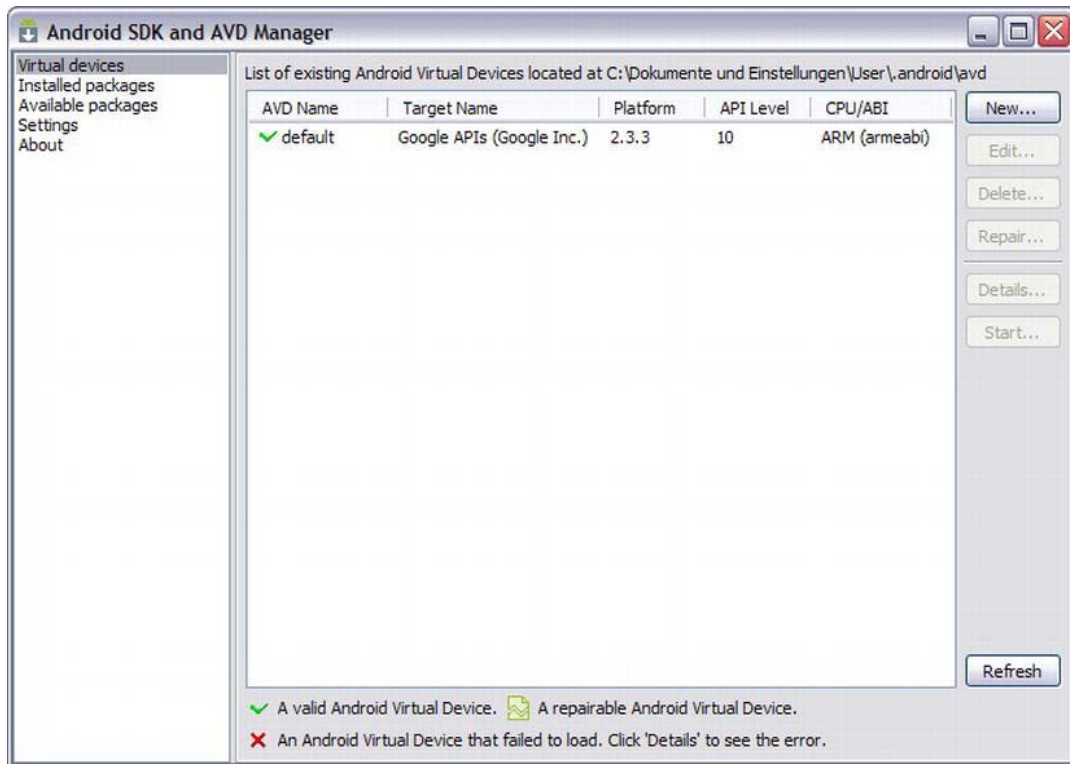 Android SDK and AVD Manager
Virtual devices
Installed packages
Available packages
Settings
About
List of existing Android Virtual Devices located at C:\Dokumente und Einstellungen\User\.android\avd
AVD Name Target Name Platform API Level CPU/ABI
default Google APIs (Google Inc.) 2.3.3 10 ARM (armeabi)
New...
Edit...
Delete...
Repair...
Details...
Start...
Refresh
A valid Android Virtual Device. A repairable Android Virtual Device.
An Android Virtual Device that failed to load. Click 'Details' to see the error.